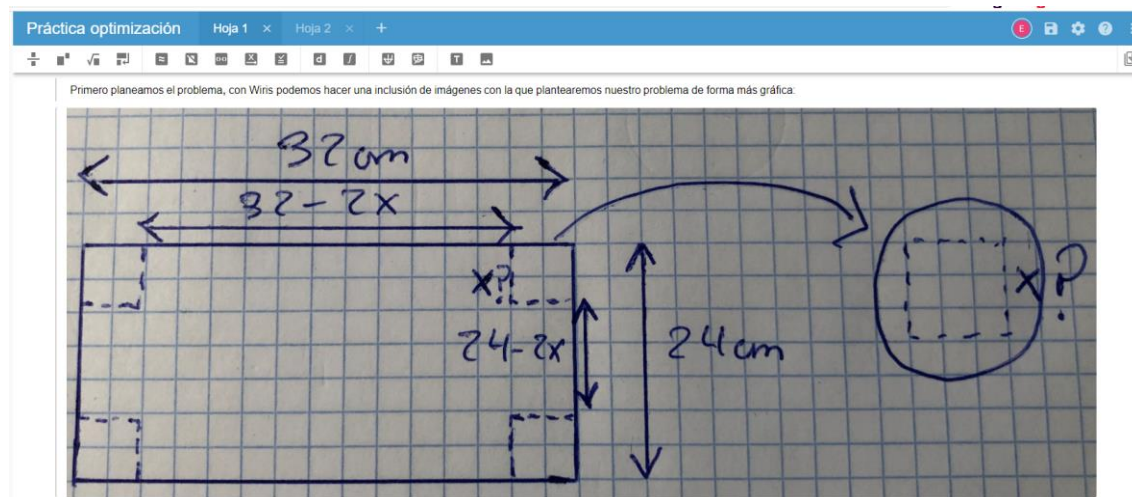 Práctica optimización Hoja 1 × Hoja 2 × + E
Primero planeamos el problema, con Wiris podemos hacer una inclusión de imágenes con la que plantearemos nuestro problema de forma más gráfica:
32 cm
32 - 2x
x?
24 - 2x
24 cm
x?